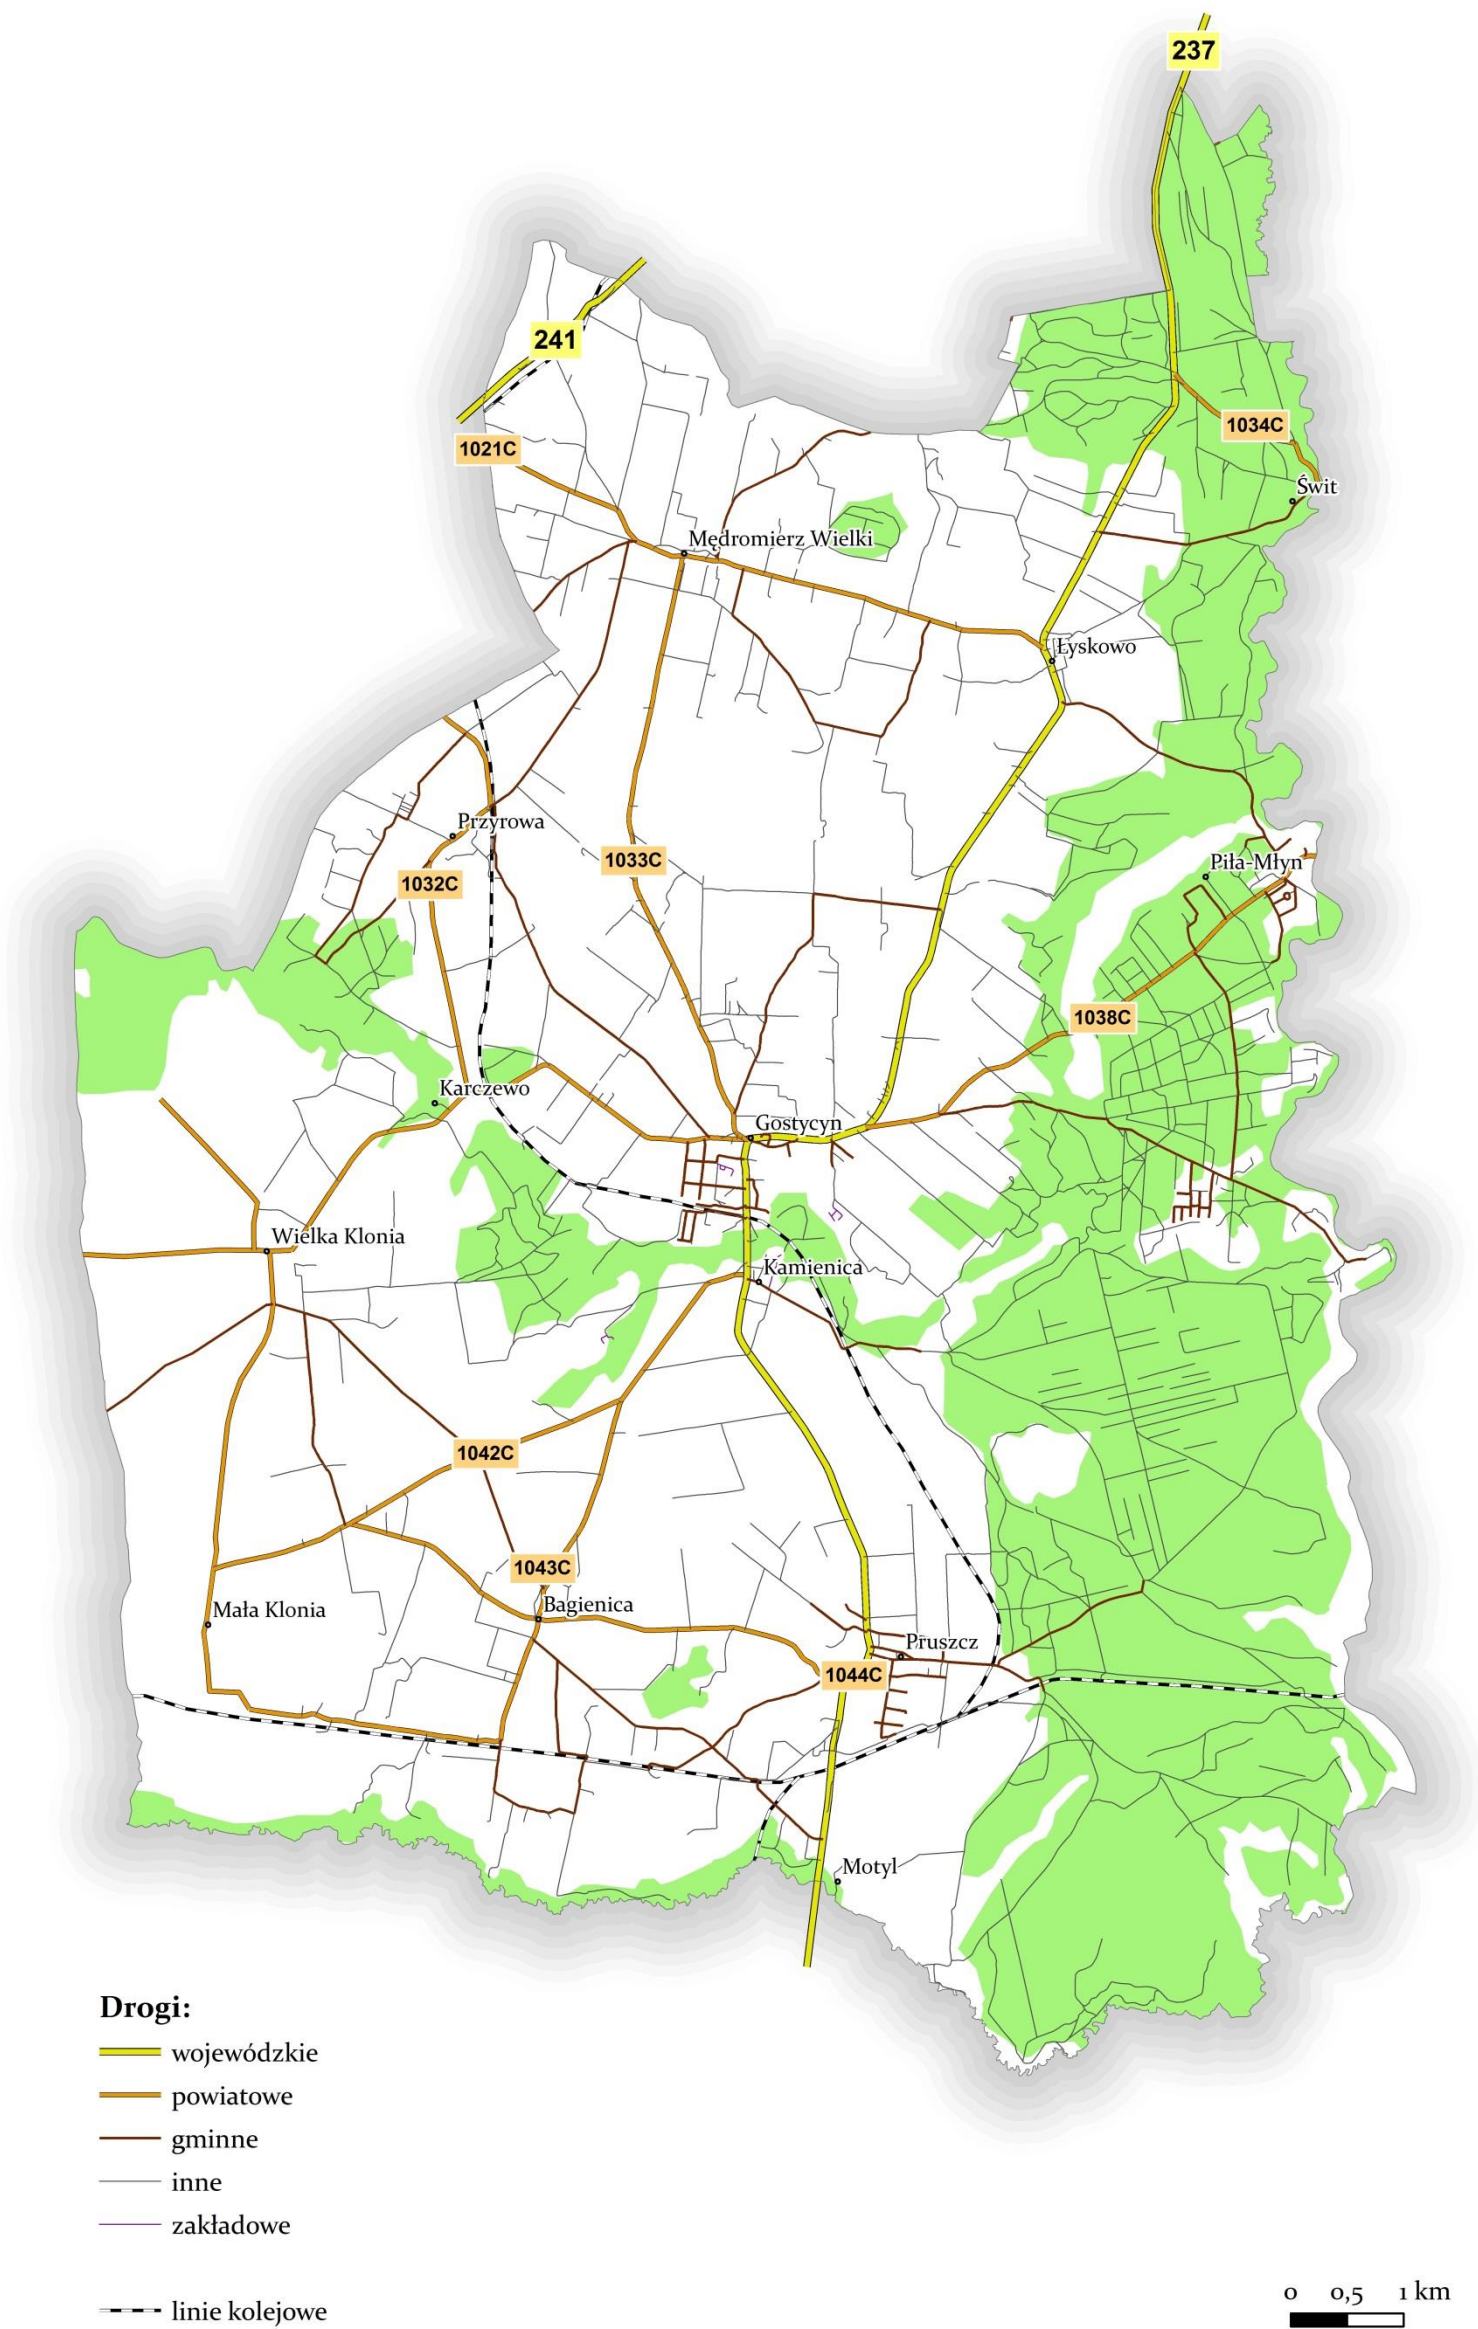 237
241
1034C
1021C
Świt
Mędromierz Wielki
Łyskowo
Przyrowa
1033C
Piła-Młyn
1032C
1038C
Karczewo
Gostycyn
Wielka Klonia
Kamienica
1042C
1043C
Bagienica
Mała Klonia
Pruszcz
1044C
Motyl
Drogi:
wojewódzkie
powiatowe
gminne
inne
zakładowe
linie kolejowe
0 0,5 1 km